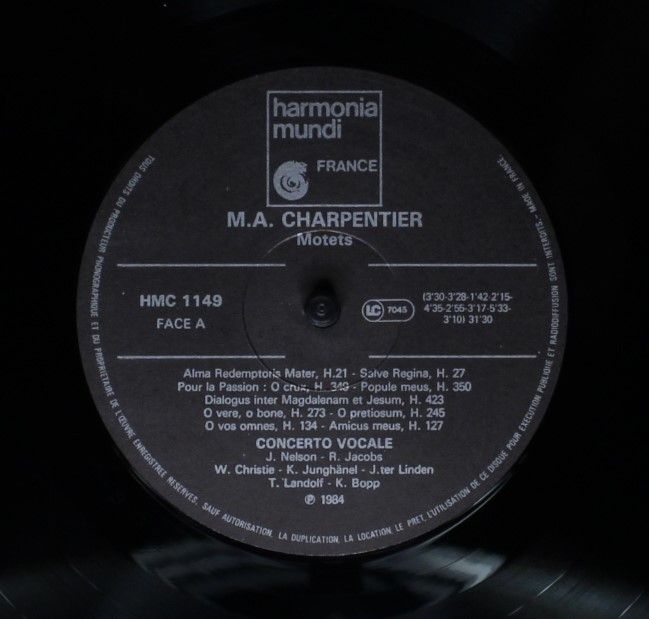 harmonia
mundi
FRANCE
M.A. CHARPENTIER
Motets
HMC 1149
FACE A
LC 7045
(3'30-3'28-1'42-2'15-
4'35-2'55-3'17-5'33-
3'10) 31'30
Alma Redemptoris Mater, H.21 - Salve Regina, H. 27
Pour la Passion : O crux, H. 349 - Popule meus, H. 350
Dialogus inter Magdalenam et Jesum, H. 423
O vere, o bone, H. 273 - O pretiosum, H. 245
O vos omnes, H. 134 - Amicus meus, H. 127
CONCERTO VOCALE
J. Nelson - R. Jacobs
W. Christie - K. Junghänel - J.ter Linden
T. Landolf - K. Bopp
℗ 1984
TOUS DROITS DU PRODUCTEUR PHONOGRAPHIQUE ET DU PROPRIETAIRE DE L'OEUVRE ENREGISTREE RESERVES, SAUF AUTORISATION, LA DUPLICATION, LA LOCATION, LE PRET, L'UTILISATION DE CE DISQUE POUR EXECUTION PUBLIQUE ET RADIODIFFUSION SONT INTERDITS - MADE IN FRANCE.